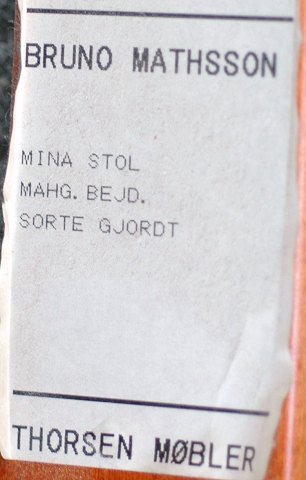 BRUNO MATHSSON
MINA STOL
MAHG. BEJD.
SORTE GJORDT
THORSEN MØBLER